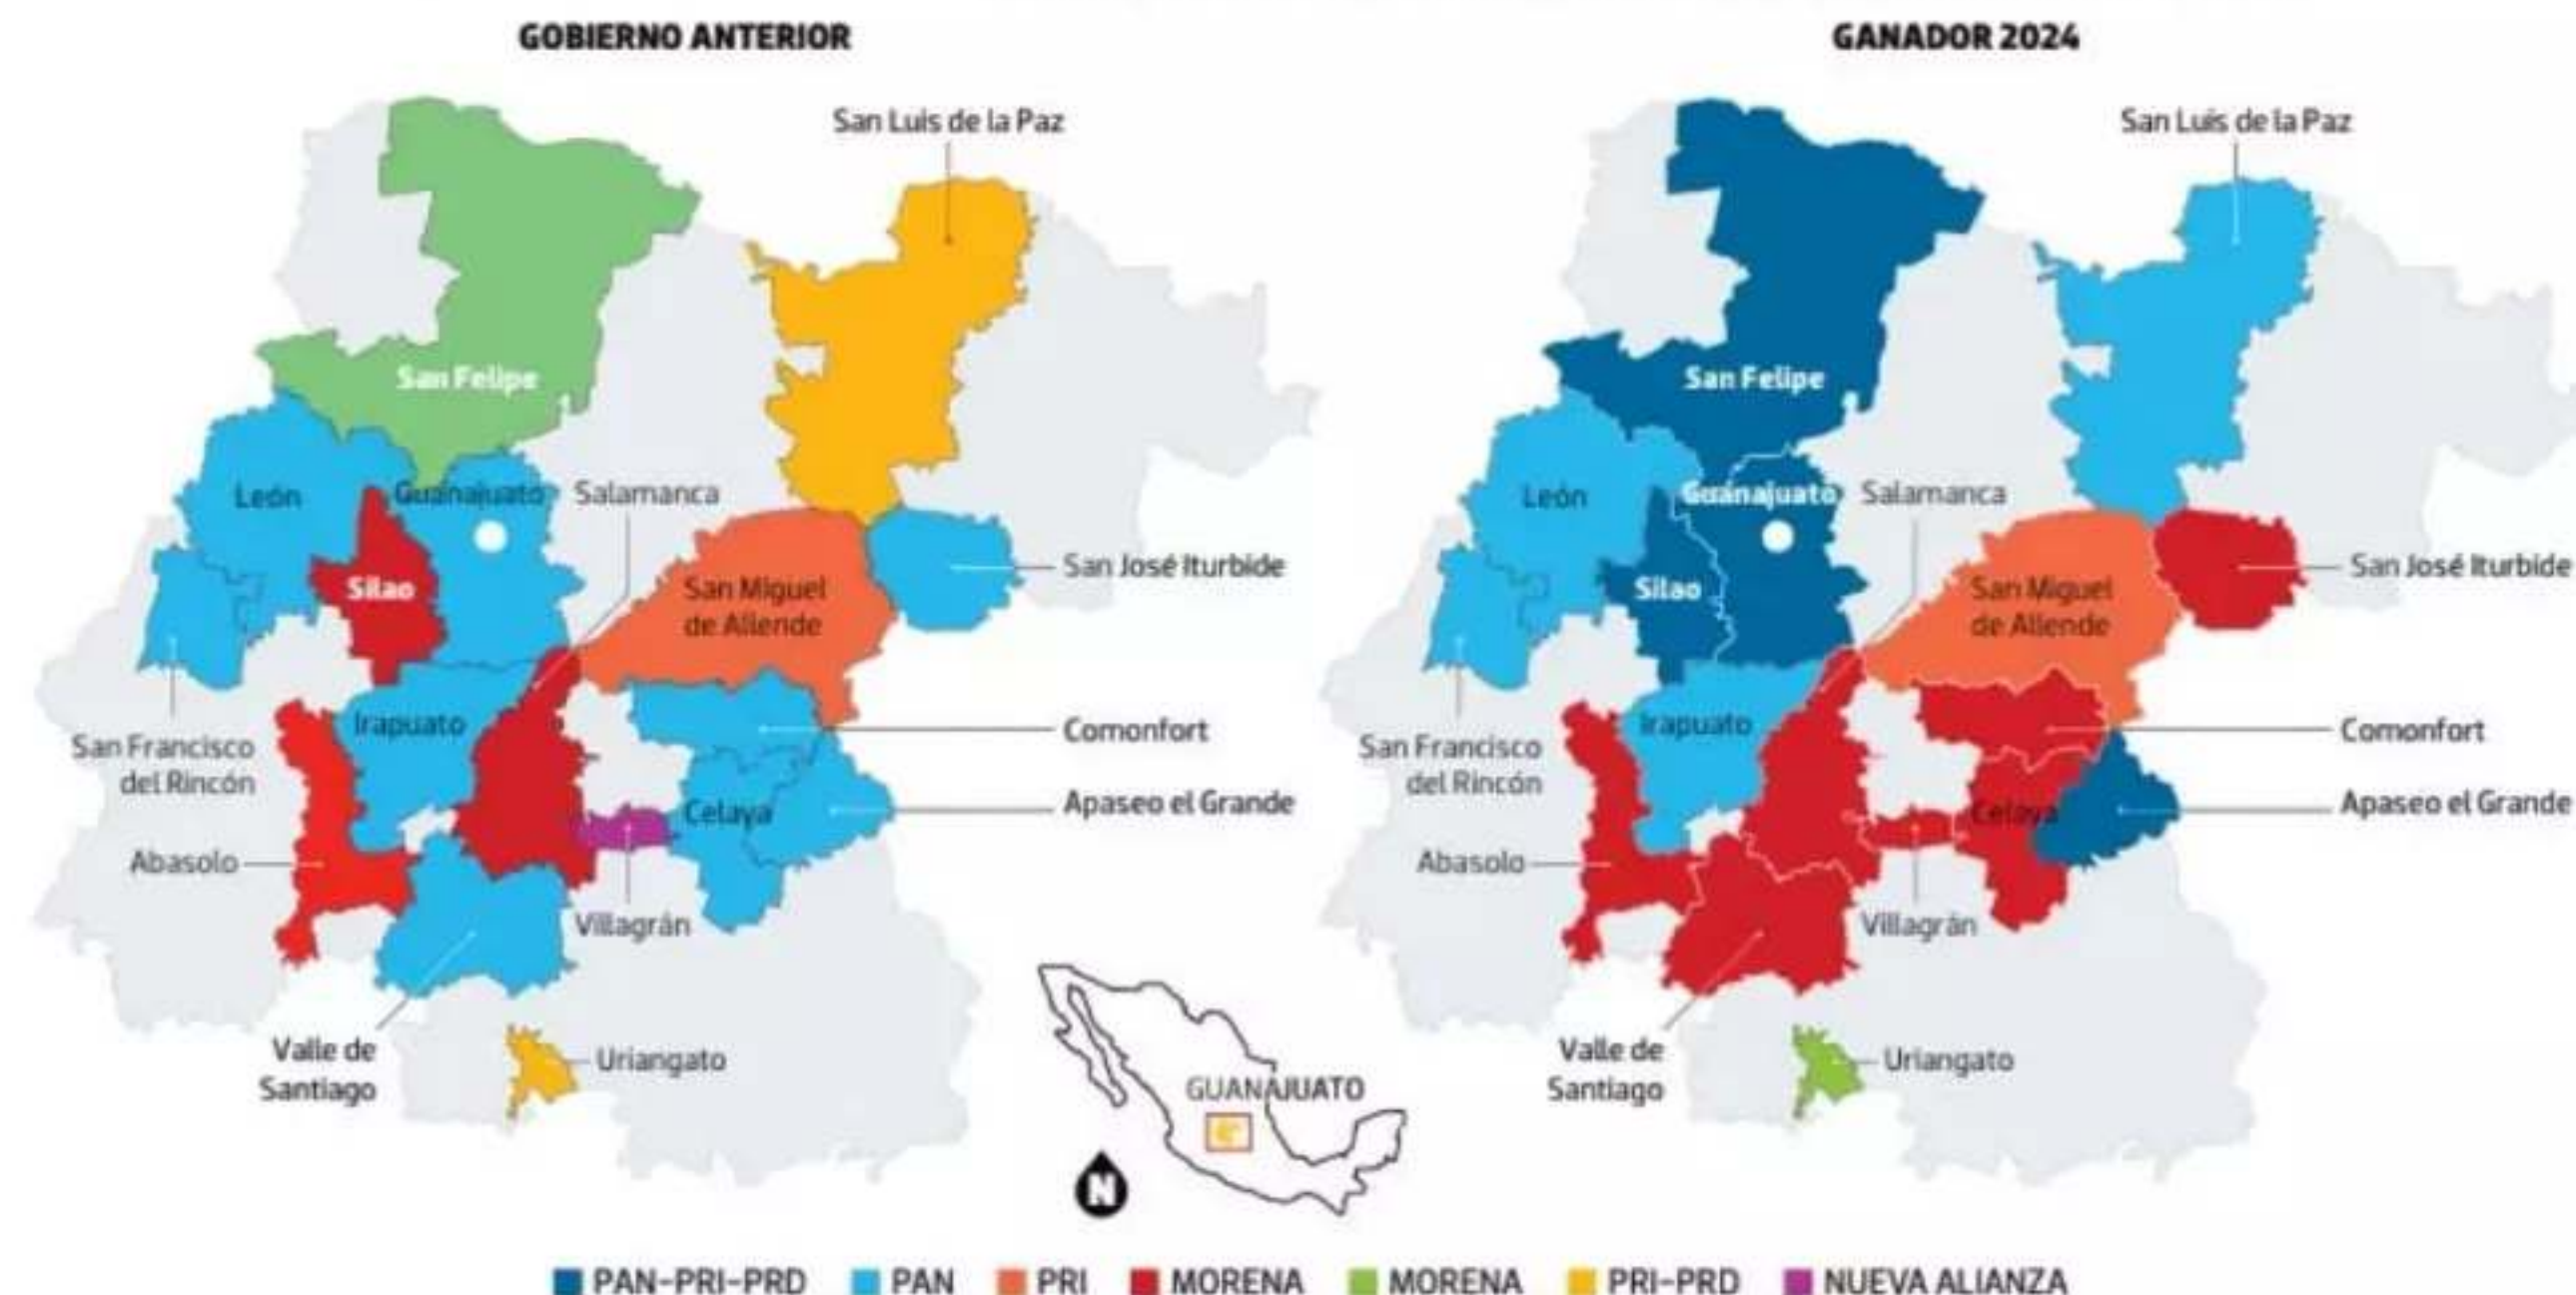 GOBIERNO ANTERIOR
San Luis de la Paz
San Felipe
León
Guanajuato
Salamanca
Silao
San Miguel
de Allende
San José Iturbide
San Francisco
del Rincón
Irapuato
Comonfort
Celaya
Apaseo el Grande
Abasolo
Villagrán
Valle de
Santiago
Uriangato
GANADOR 2024
San Luis de la Paz
San Felipe
León
Guanajuato
Salamanca
Silao
San Miguel
de Allende
San José Iturbide
San Francisco
del Rincón
Irapuato
Comonfort
Celaya
Apaseo el Grande
Abasolo
Villagrán
Valle de
Santiago
Uriangato
GUANAJUATO
N
PAN-PRI-PRD PAN PRI MORENA MORENA PRI-PRD NUEVA ALIANZA